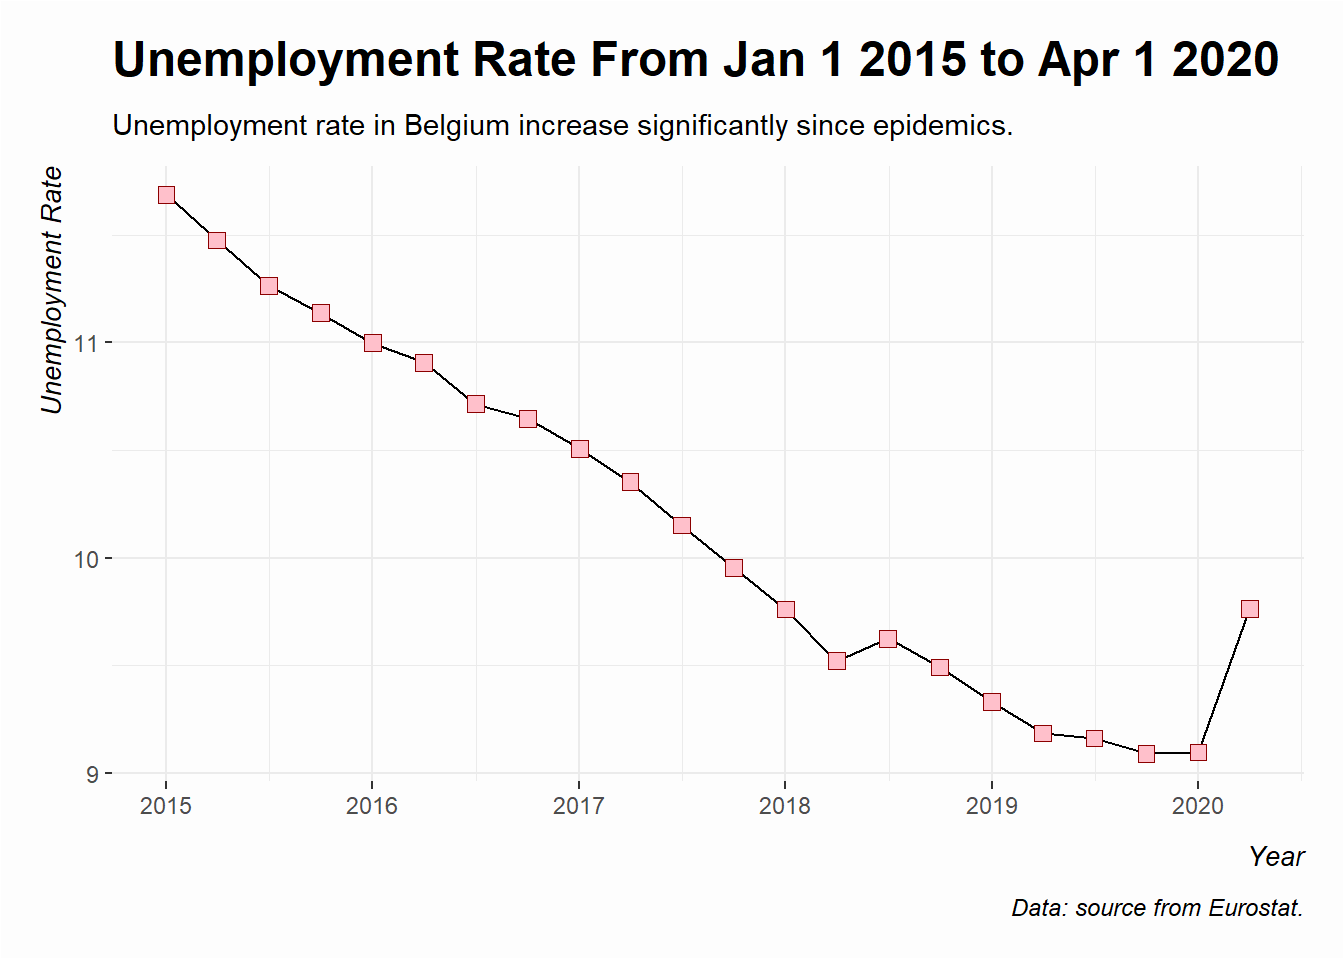 Unemployment Rate From Jan 1 2015 to Apr 1 2020
Unemployment rate in Belgium increase significantly since epidemics.
Unemployment Rate
11
10
9
2015 2016 2017 2018 2019 2020
Year
Data: source from Eurostat.